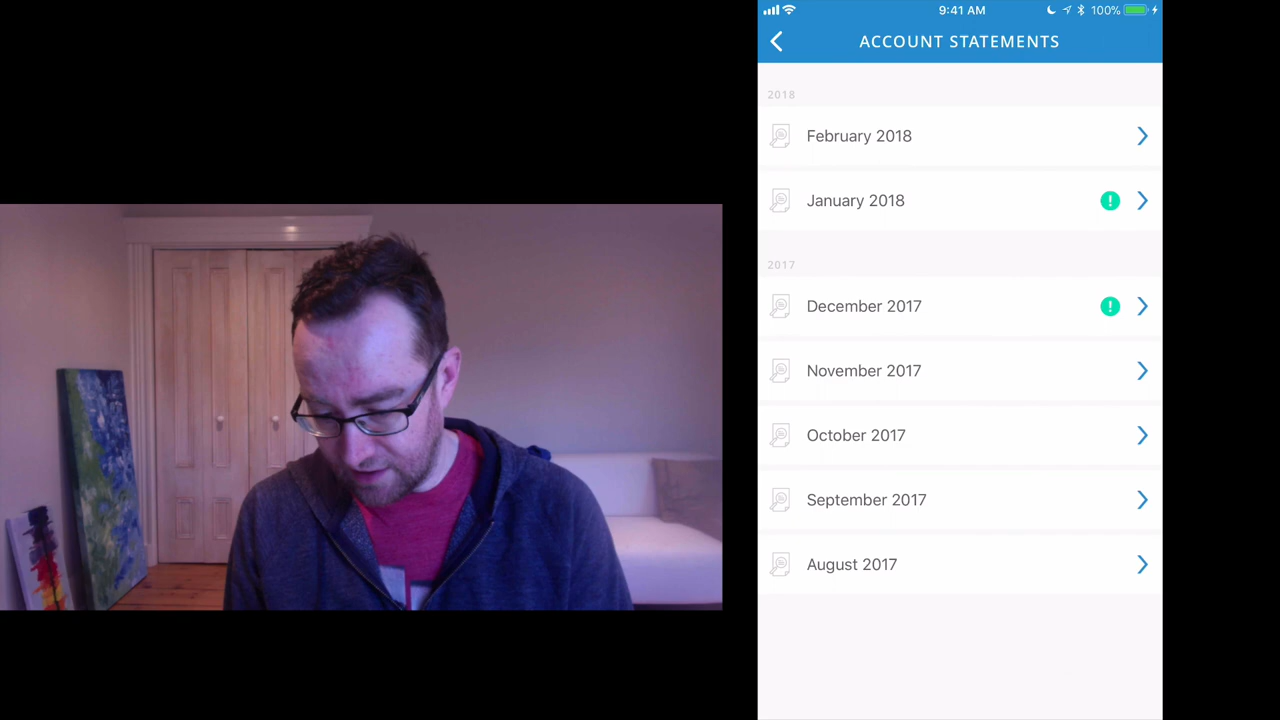 9:41 AM
100%
ACCOUNT STATEMENTS
2018
February 2018
January 2018
2017
December 2017
November 2017
October 2017
September 2017
August 2017